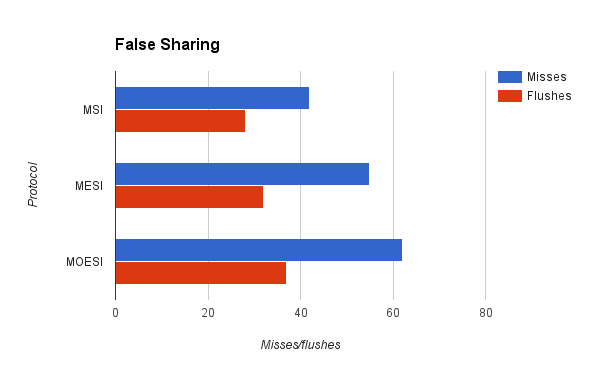 False Sharing
Misses
Flushes
Protocol
MSI
MESI
MOESI
0 20 40 60 80
Misses/flushes